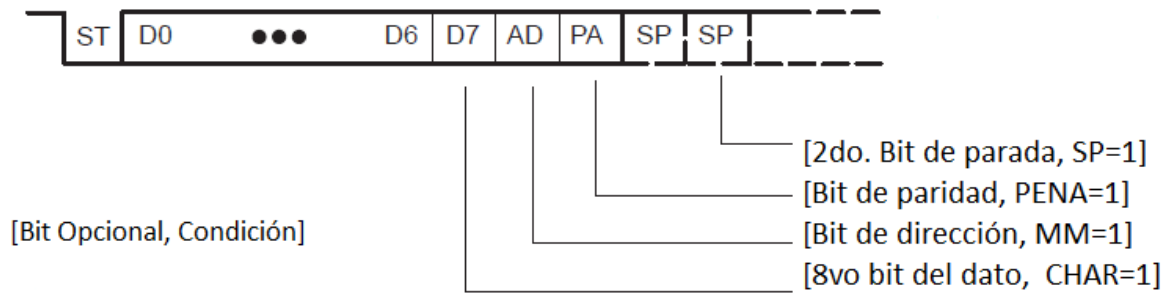 ST D0 ●●● D6 D7 AD PA SP SP
[2do. Bit de parada, SP=1]
[Bit de paridad, PENA=1]
[Bit Opcional, Condición]
[Bit de dirección, MM=1]
[8vo bit del dato, CHAR=1]